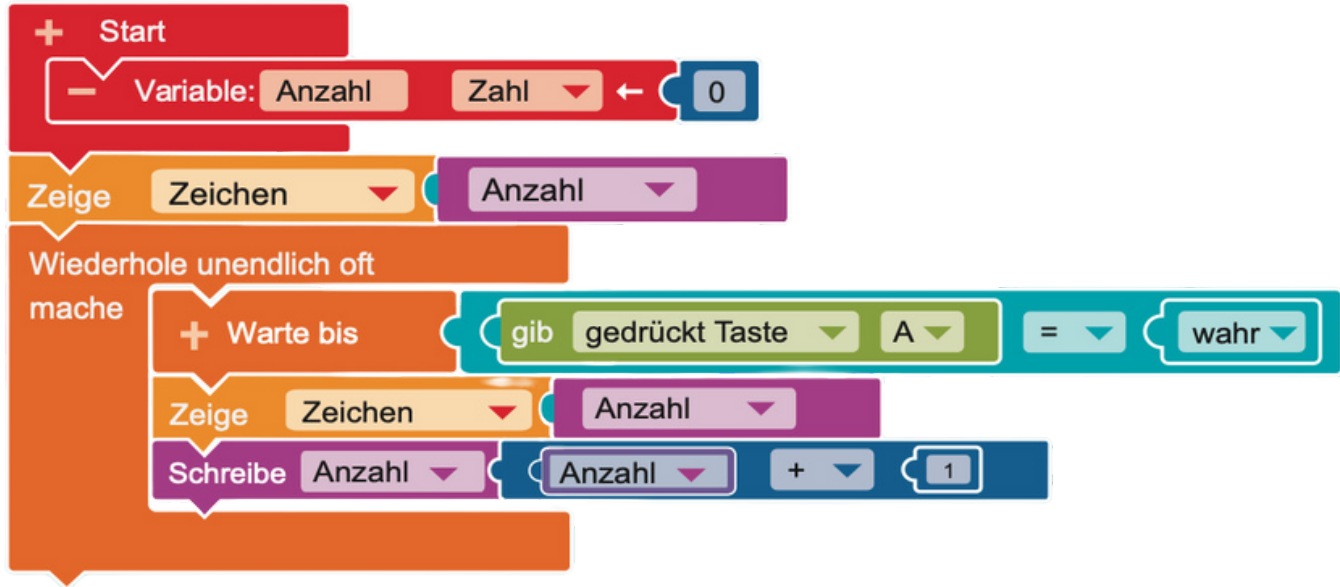 + Start
− Variable: Anzahl Zahl ← 0
Zeige Zeichen Anzahl
Wiederhole unendlich oft
mache
+ Warte bis gib gedrückt Taste A = wahr
Zeige Zeichen Anzahl
Schreibe Anzahl Anzahl + 1